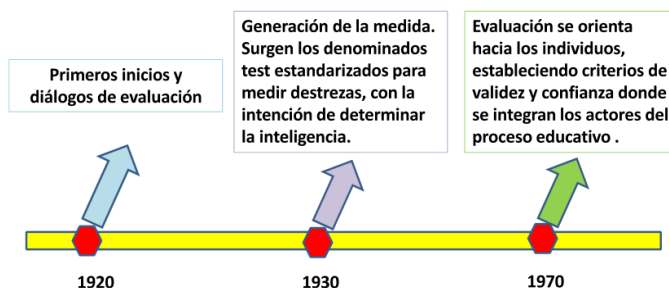 Primeros inicios y
diálogos de evaluación
Generación de la medida.
Surgen los denominados
test estandarizados para
medir destrezas, con la
intención de determinar
la inteligencia.
Evaluación se orienta
hacia los individuos,
estableciendo criterios de
validez y confianza donde
se integran los actores del
proceso educativo .
1920
1930
1970